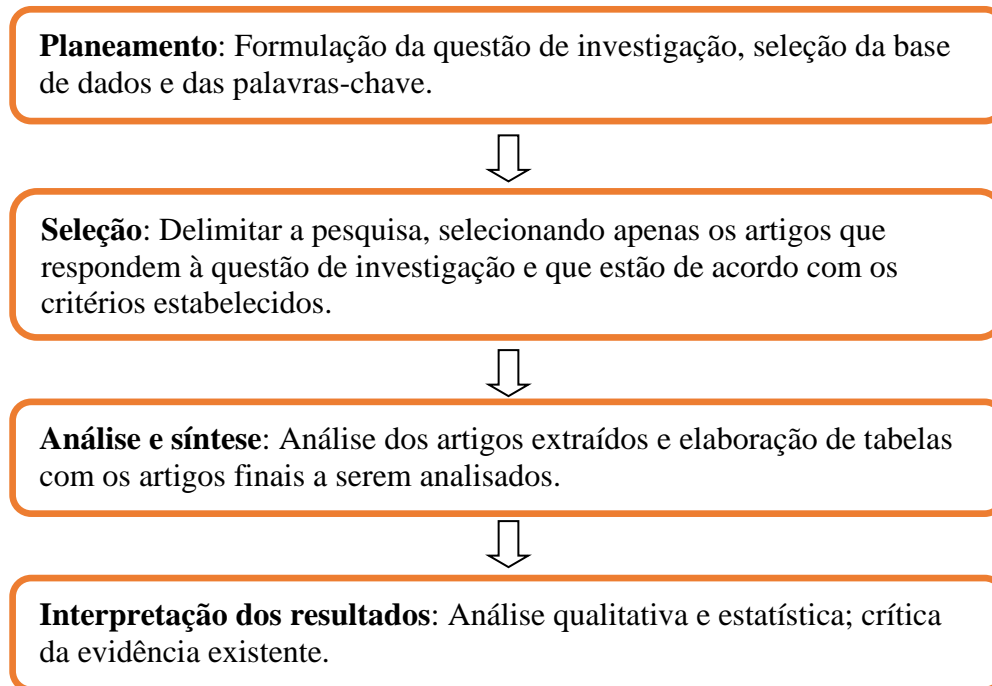 Planeamento: Formulação da questão de investigação, seleção da base
de dados e das palavras-chave.
Seleção: Delimitar a pesquisa, selecionando apenas os artigos que
respondem à questão de investigação e que estão de acordo com os
critérios estabelecidos.
Análise e síntese: Análise dos artigos extraídos e elaboração de tabelas
com os artigos finais a serem analisados.
Interpretação dos resultados: Análise qualitativa e estatística; crítica
da evidência existente.